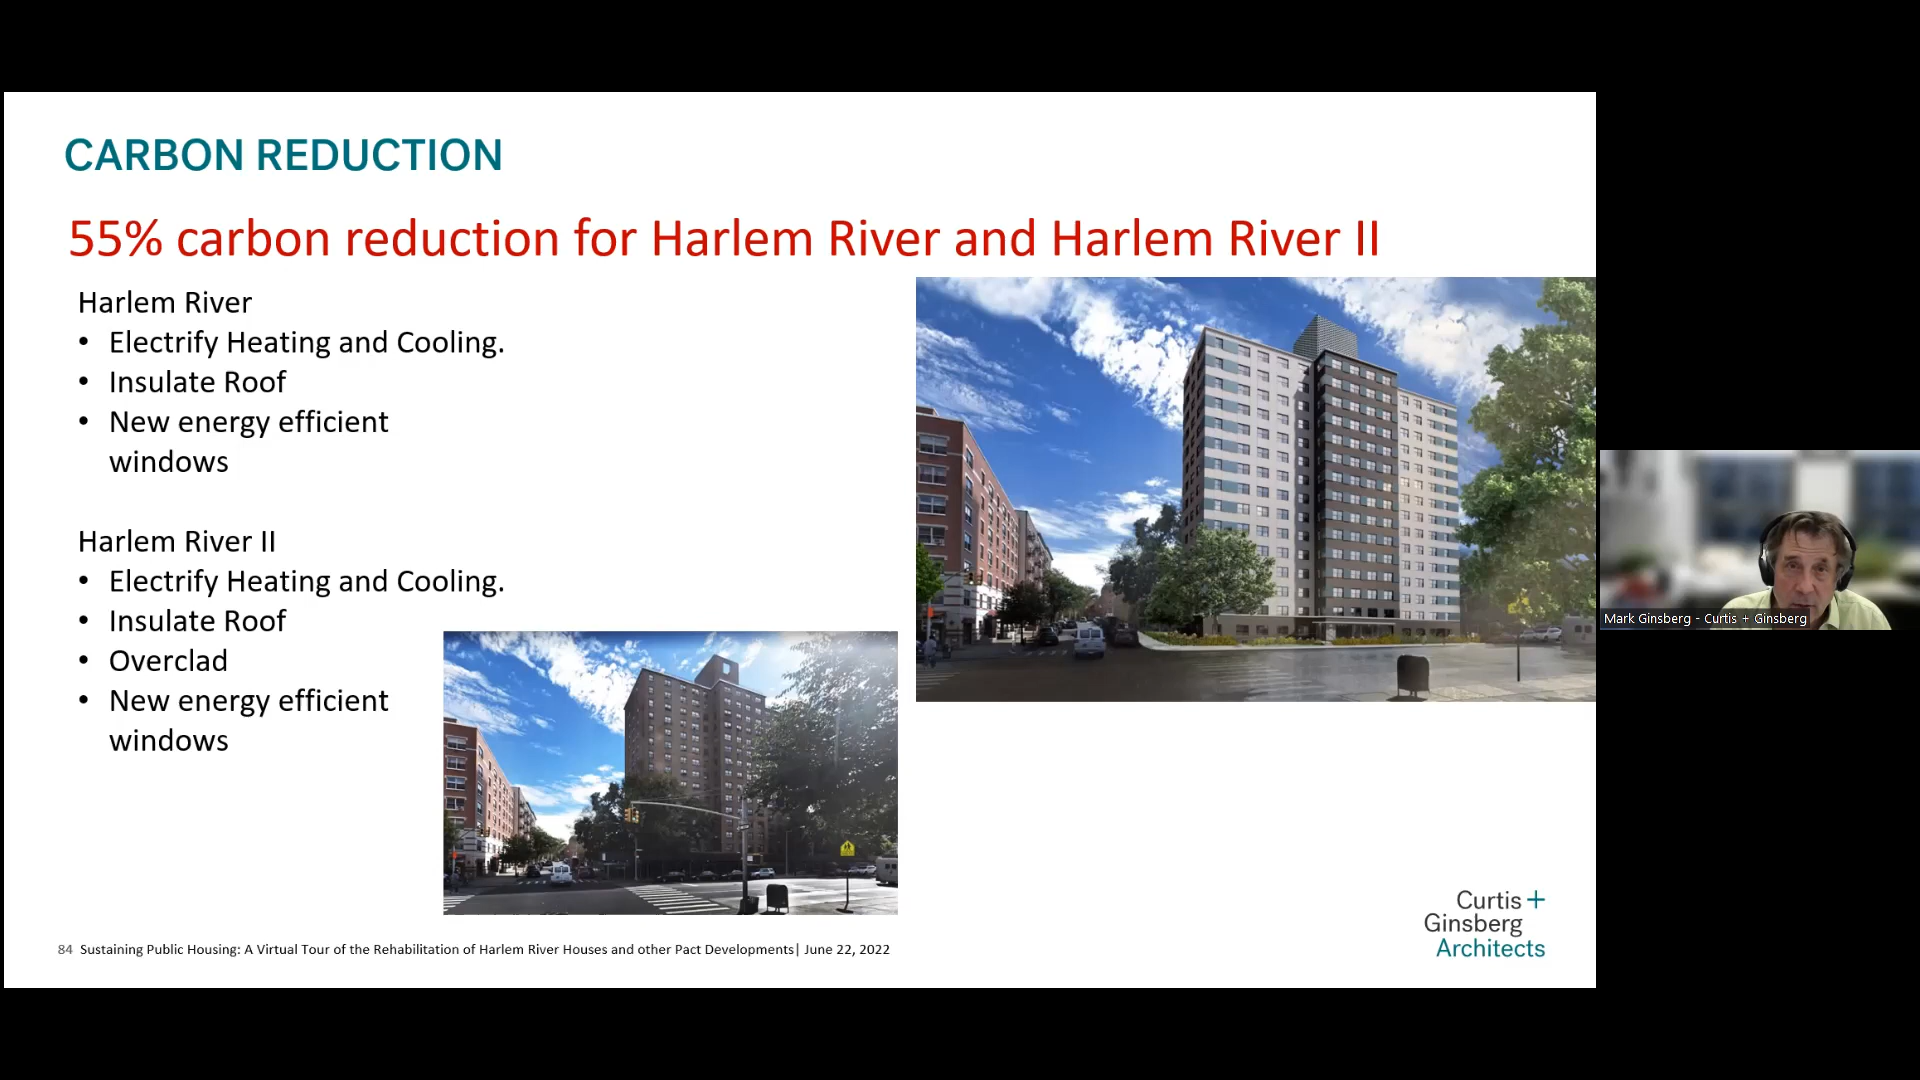 CARBON REDUCTION
55% carbon reduction for Harlem River and Harlem River II
Harlem River
• Electrify Heating and Cooling.
• Insulate Roof
• New energy efficient
windows
Harlem River II
• Electrify Heating and Cooling.
• Insulate Roof
• Overclad
• New energy efficient
windows
Mark Ginsberg - Curtis + Ginsberg
Curtis +
Ginsberg
Architects
84 Sustaining Public Housing: A Virtual Tour of the Rehabilitation of Harlem River Houses and other Pact Developments| June 22, 2022